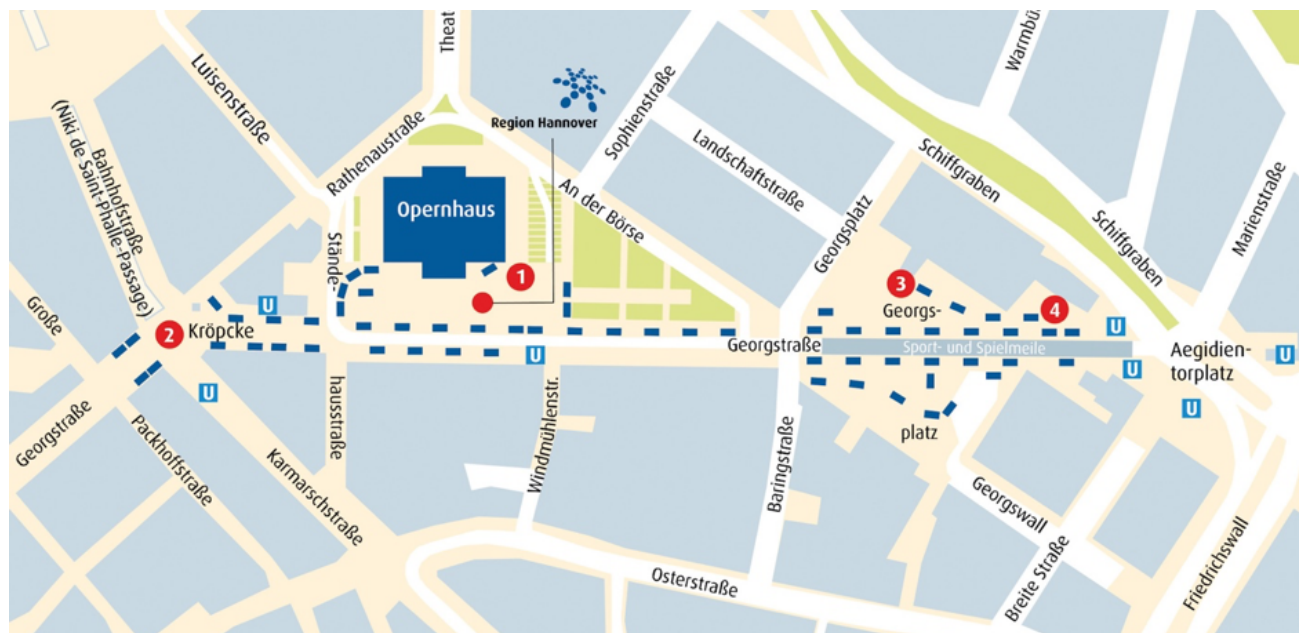 Luisenstraße
Theat
Region Hannover
Sophienstraße
Warmbü
Schiffgraben
Landschaftstraße
(Niki de Saint-Phalle-Passage)
Bahnhofstraße
Rathenaustraße
Opernhaus
An der Börse
Georgsplatz
Schiffgraben
Marienstraße
Stände-
hausstraße
1
3
Georgs-
4
Große
2
Kröpcke
U
U
U
U
U
U
U
Georgstraße
Sport- und Spielmeile
Aegidien-
torplatz
Georgstraße
Packhofstraße
Karmarschstraße
Windmühlenstr.
Baringstraße
platz
Georgswall
Osterstraße
Breite Straße
Friedrichswall